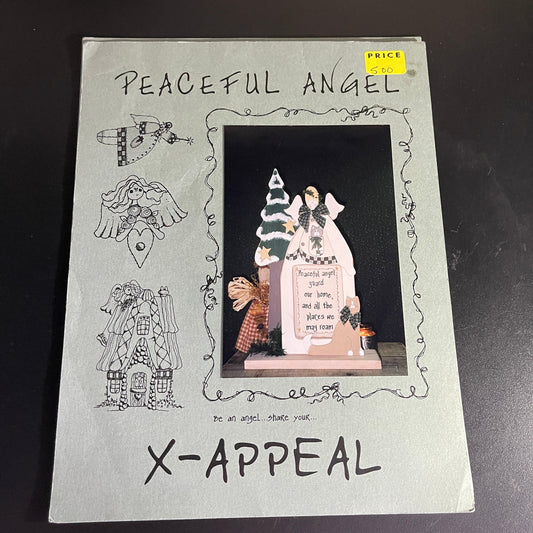 PRICE
5.00
PEACEFUL ANGEL
Peaceful angel
guard
our home,
and all the
places we
may roam
Be an angel...share your...
X-APPEAL